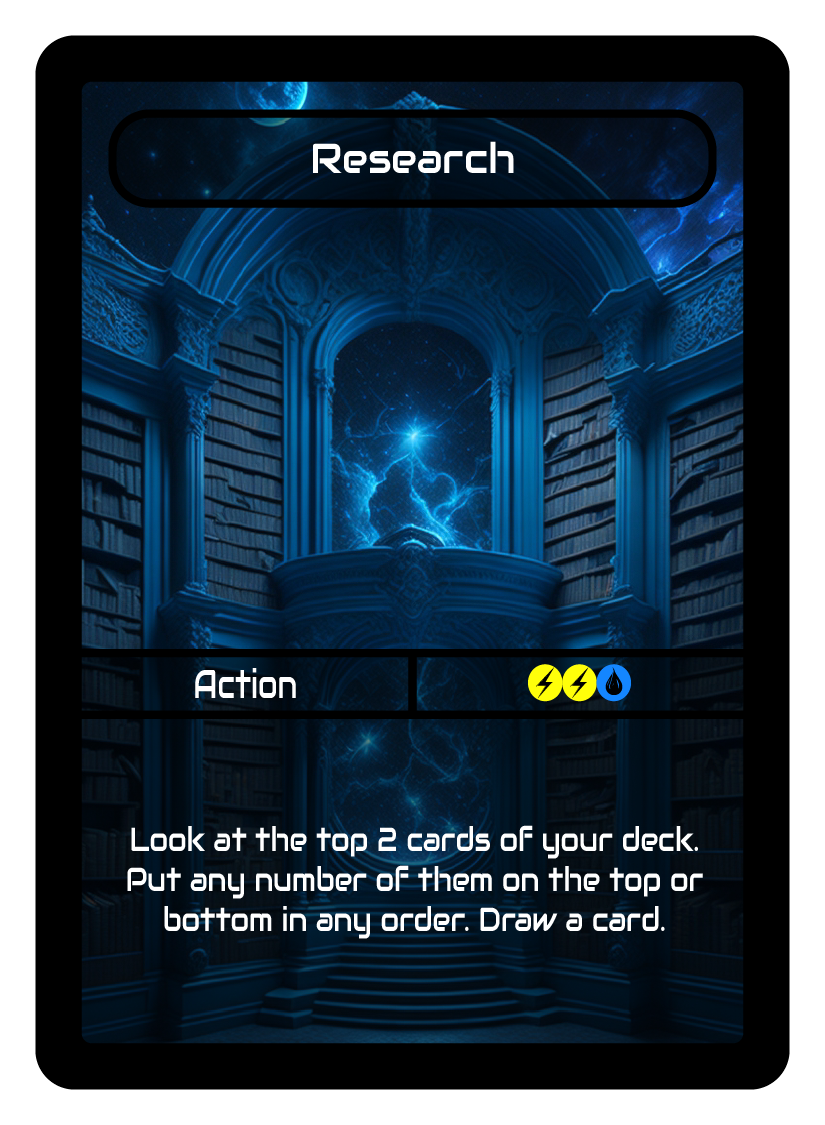 Research
Action
Look at the top 2 cards of your deck.
Put any number of them on the top or
bottom in any order. Draw a card.